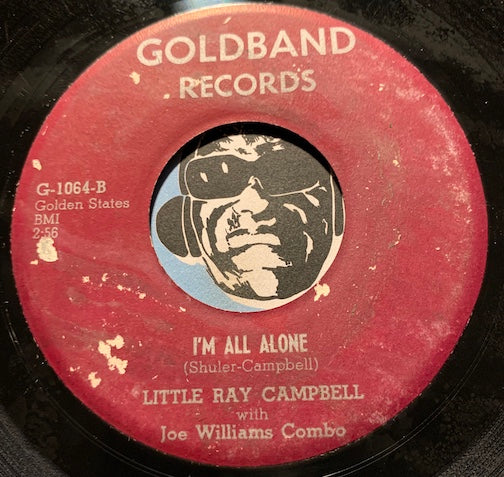 GOLDBAND
RECORDS
G-1064-B
Golden States
BMI
2:56
I'M ALL ALONE
(Shuler-Campbell)
LITTLE RAY CAMPBELL
with
Joe Williams Combo